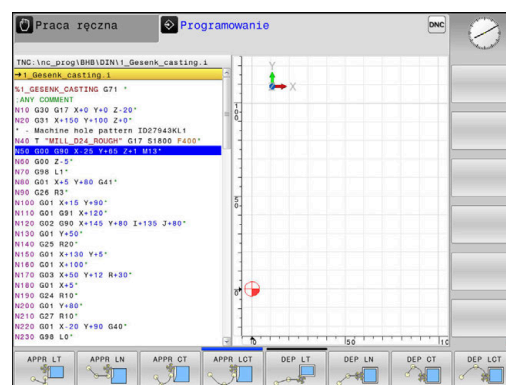 Praca ręczna
Programowanie
DNC
TNC:\nc_prog\BHB\DIN\1_Gesenk_casting.i
→1_Gesenk_casting.i
%1_GESENK_CASTING G71 *
;ANY COMMENT
N10 G30 G17 X+0 Y+0 Z-20*
N20 G31 X+150 Y+100 Z+0*
* - Machine hole pattern ID27943KL1
N40 T "MILL_D24_ROUGH" G17 S1800 F400*
N50 G00 G90 X-25 Y+65 Z+1 M13*
N60 G00 Z-5*
N70 G98 L1*
N80 G01 X+5 Y+80 G41*
N90 G26 R3*
N100 G01 X+15 Y+90*
N110 G01 G91 X+120*
N120 G02 G90 X+145 Y+80 I+135 J+80*
N130 G01 Y+50*
N140 G25 R20*
N150 G01 X+130 Y+5*
N160 G01 X+100*
N170 G03 X+50 Y+12 R+30*
N180 G01 X+5*
N190 G24 R10*
N200 G01 Y+80*
N210 G27 R10*
N220 G01 X-20 Y+90 G40*
N230 G98 L0*
Y
X
100
50
0
0
50
100
APPR LT
APPR LN
APPR CT
APPR LCT
DEP LT
DEP LN
DEP CT
DEP LCT